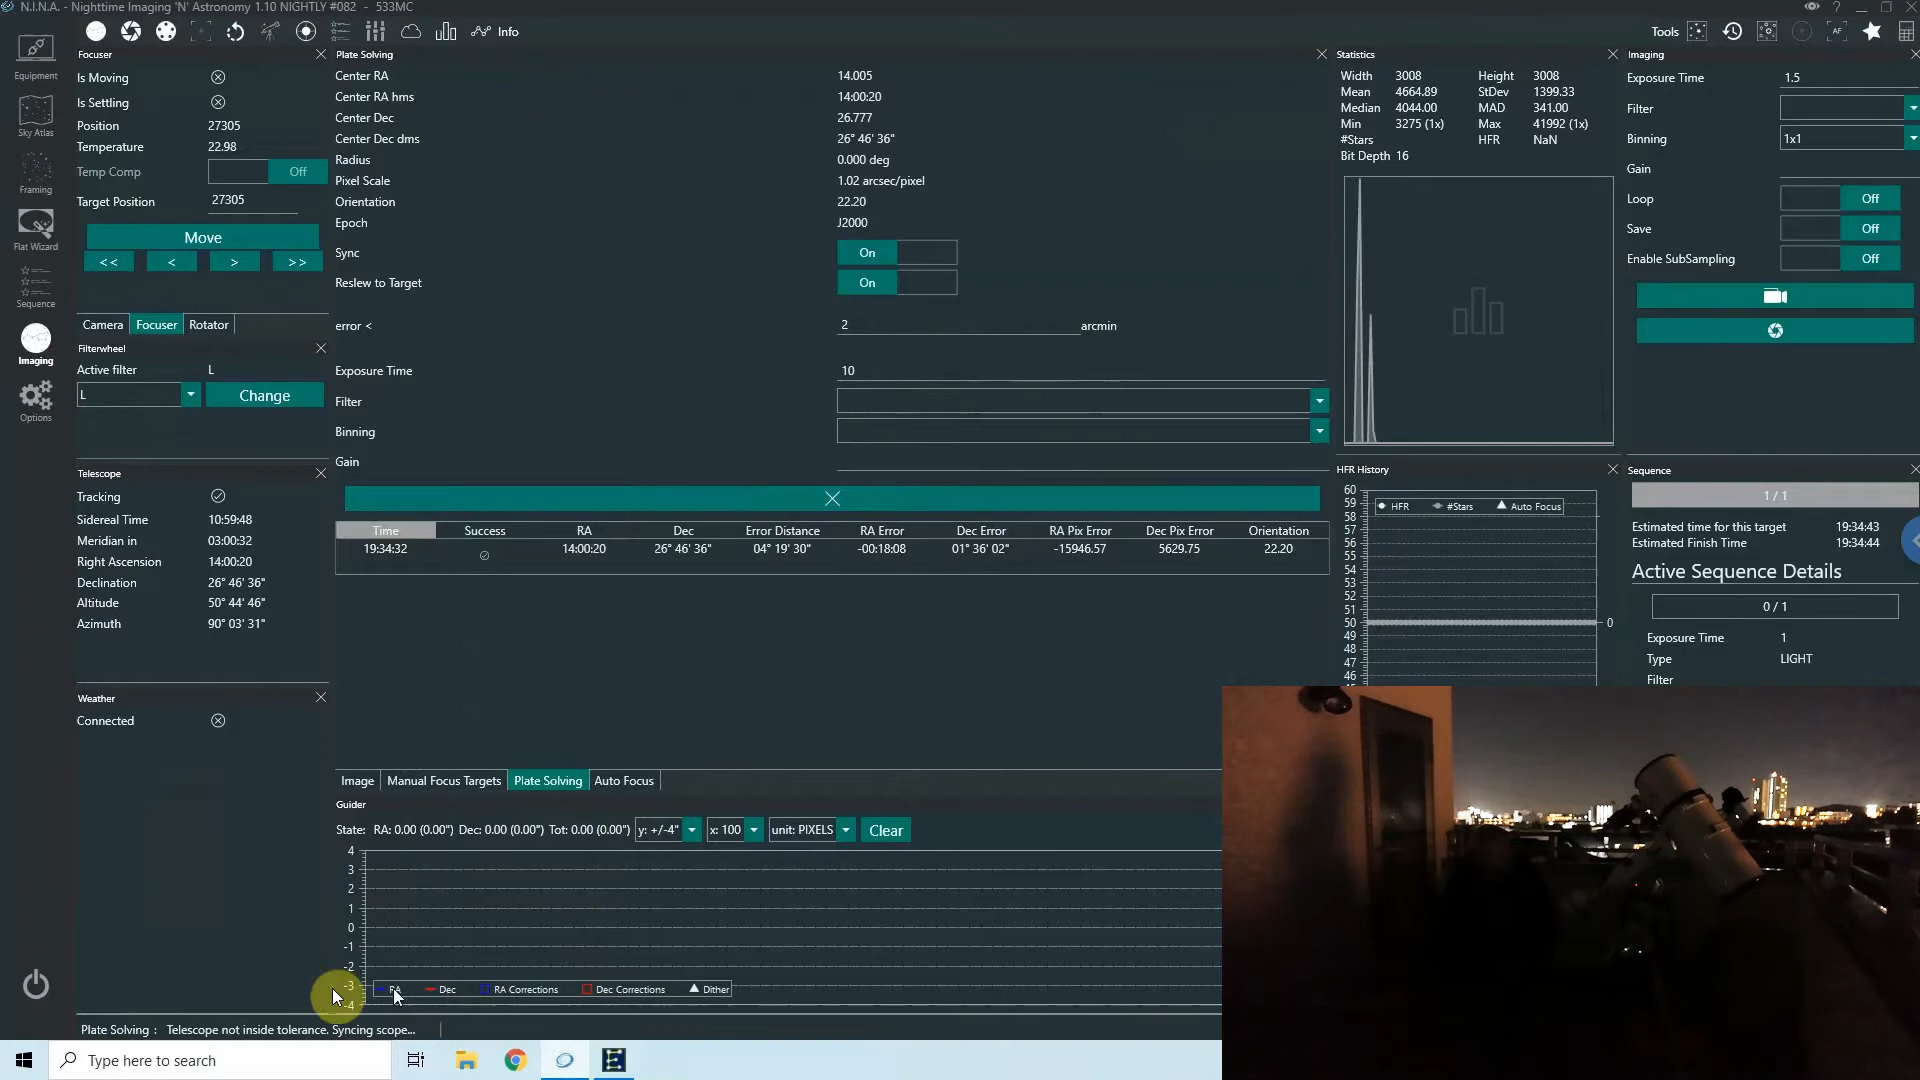 N.I.N.A. - Nighttime Imaging 'N' Astronomy 1.10 NIGHTLY #082 - 533MC
Info
Tools
Equipment
Sky Atlas
Framing
Flat Wizard
Sequence
Imaging
Options
Focuser
Is Moving
Is Settling
Position 27305
Temperature 22.98
Temp Comp Off
Target Position 27305
Move
<< < > >>
Camera Focuser Rotator
Filterwheel
Active filter L
L Change
Telescope
Tracking
Sidereal Time 10:59:48
Meridian in 03:00:32
Right Ascension 14:00:20
Declination 26° 46' 36"
Altitude 50° 44' 46"
Azimuth 90° 03' 31"
Weather
Connected
Plate Solving
Center RA 14.005
Center RA hms 14:00:20
Center Dec 26.777
Center Dec dms 26° 46' 36"
Radius 0.000 deg
Pixel Scale 1.02 arcsec/pixel
Orientation 22.20
Epoch J2000
Sync On
Reslew to Target On
error < 2 arcmin
Exposure Time 10
Filter
Binning
Gain
Time Success RA Dec Error Distance RA Error Dec Error RA Pix Error Dec Pix Error Orientation
19:34:32 14:00:20 26° 46' 36" 04° 19' 30" -00:18:08 01° 36' 02" -15946.57 5629.75 22.20
Image Manual Focus Targets Plate Solving Auto Focus
Guider
State: RA: 0.00 (0.00") Dec: 0.00 (0.00") Tot: 0.00 (0.00") y: +/-4" x: 100 unit: PIXELS Clear
4
3
2
1
0
-1
-2
-3
-4
RA Dec RA Corrections Dec Corrections Dither
Plate Solving : Telescope not inside tolerance. Syncing scope...
Statistics
Width 3008 Height 3008
Mean 4664.89 StDev 1399.33
Median 4044.00 MAD 341.00
Min 3275 (1x) Max 41992 (1x)
#Stars HFR NaN
Bit Depth 16
HFR History
HFR #Stars Auto Focus
60
59
58
57
56
55
54
53
52
51
50
49
48
47
46
0
Imaging
Exposure Time 1.5
Filter
Binning 1x1
Gain
Loop Off
Save Off
Enable SubSampling Off
Sequence
1 / 1
Estimated time for this target 19:34:43
Estimated Finish Time 19:34:44
Active Sequence Details
0 / 1
Exposure Time 1
Type LIGHT
Filter
Type here to search